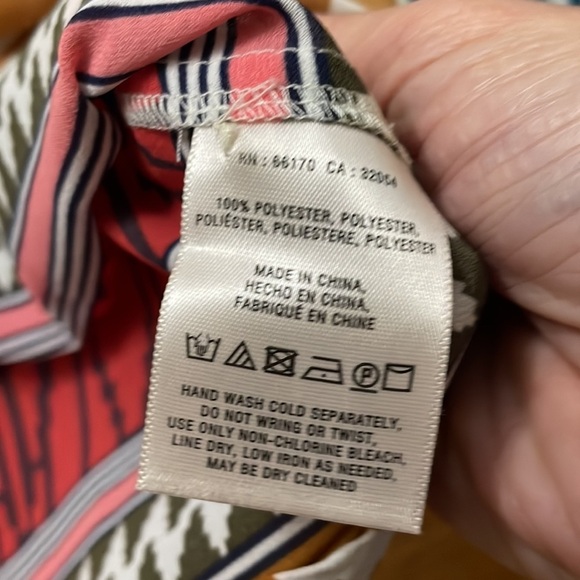 RN : 66170 CA : 32054
100% POLYESTER, POLYESTER,
POLIÉSTER, POLIESTERE, POLYESTER
MADE IN CHINA,
HECHO EN CHINA,
FABRIQUÉ EN CHINE
P
HAND WASH COLD SEPARATELY,
DO NOT WRING OR TWIST,
USE ONLY NON-CHLORINE BLEACH,
LINE DRY, LOW IRON AS NEEDED,
MAY BE DRY CLEANED